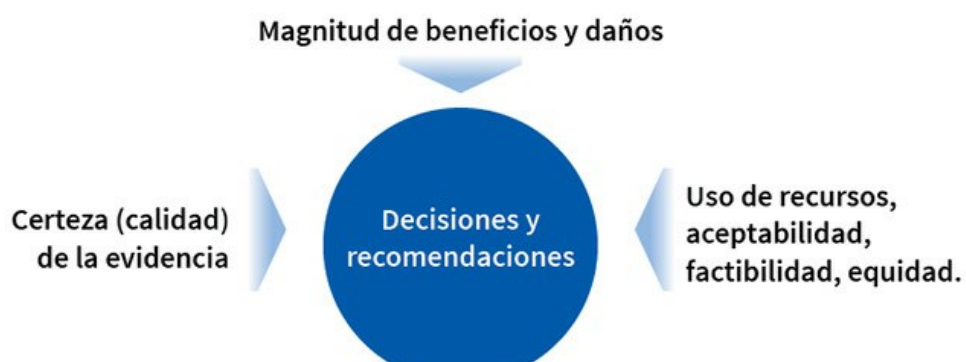 Magnitud de beneficios y daños
Certeza (calidad)
de la evidencia
Decisiones y
recomendaciones
Uso de recursos,
aceptabilidad,
factibilidad, equidad.